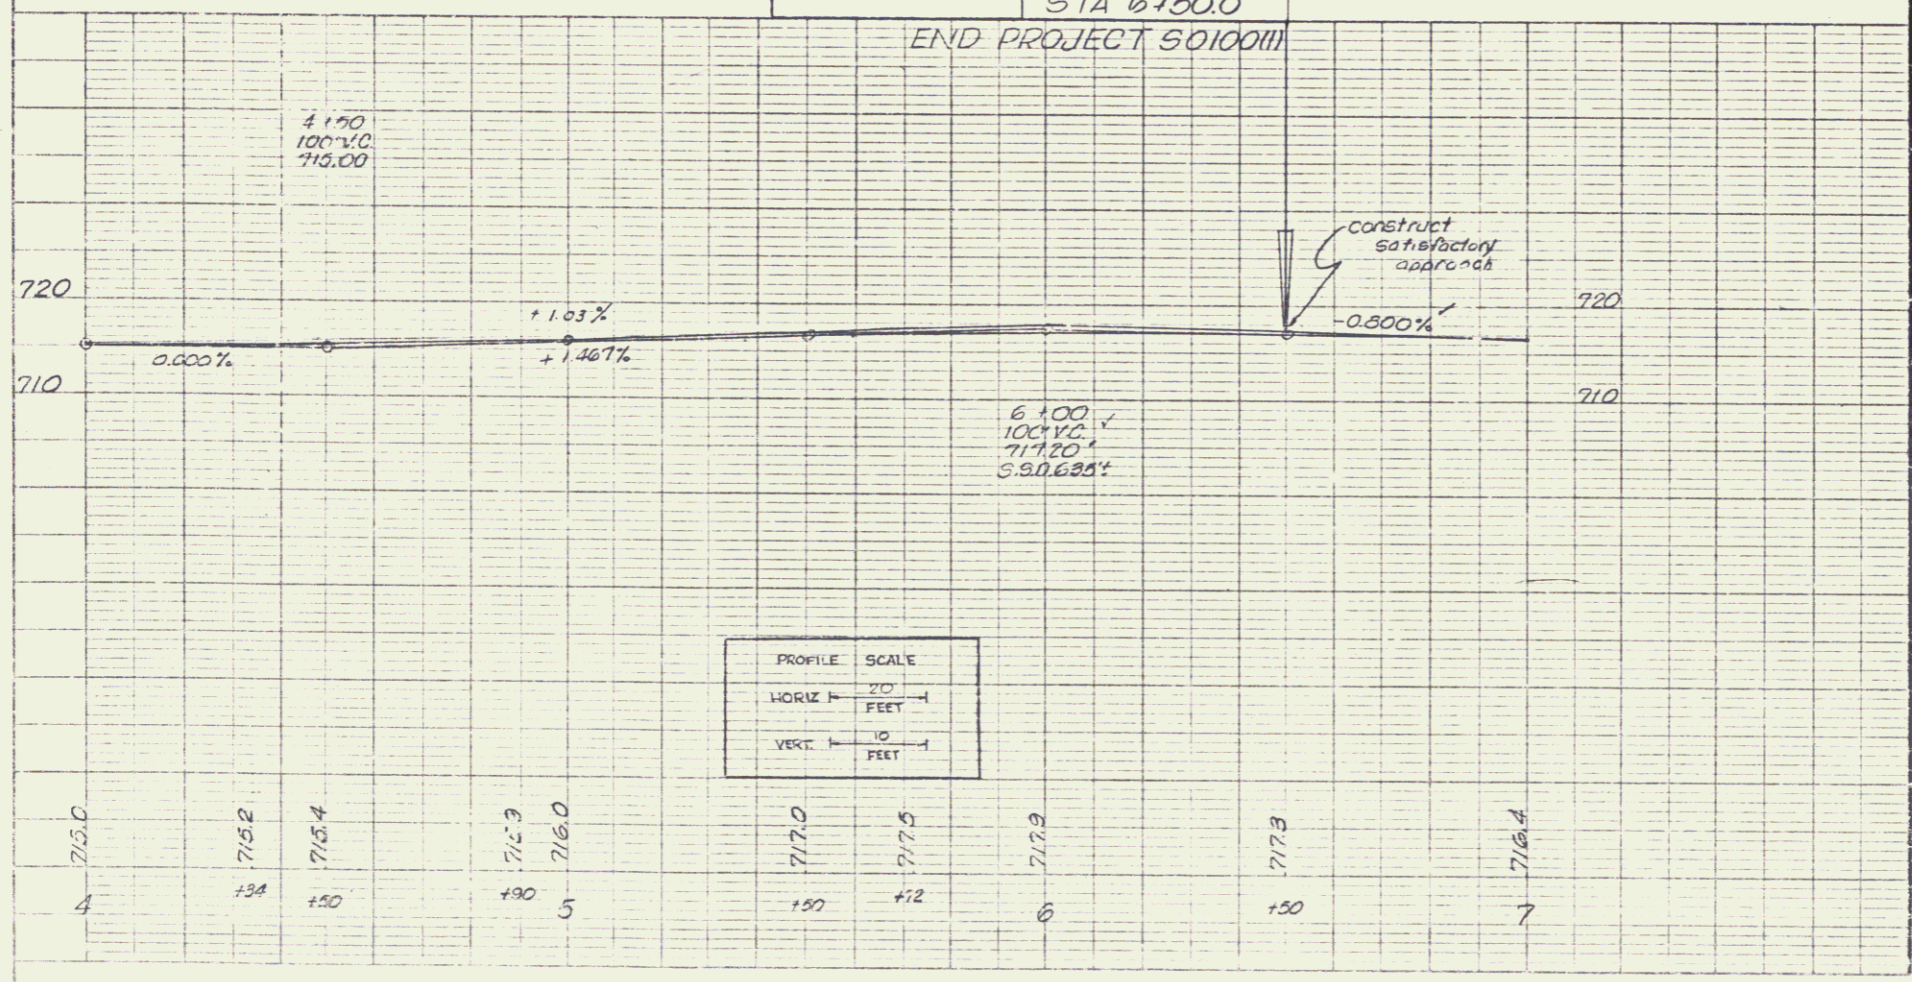 STA 6+50.0
END PROJECT S0100(1)
4+50
100' V.C.
715.00
construct
satisfactory
approach
720
720
+1.03%
-0.800%
0.000%
+1.467%
710
710
6+00
100' V.C.
717.20'
S.S.D. 635'±
PROFILE SCALE
HORIZ 20
FEET
VERT. 10
FEET
715.0
715.2
715.4
716.0
717.0
717.5
717.9
717.3
716.4
4
+34
+50
+90
5
+50
+72
6
+50
7